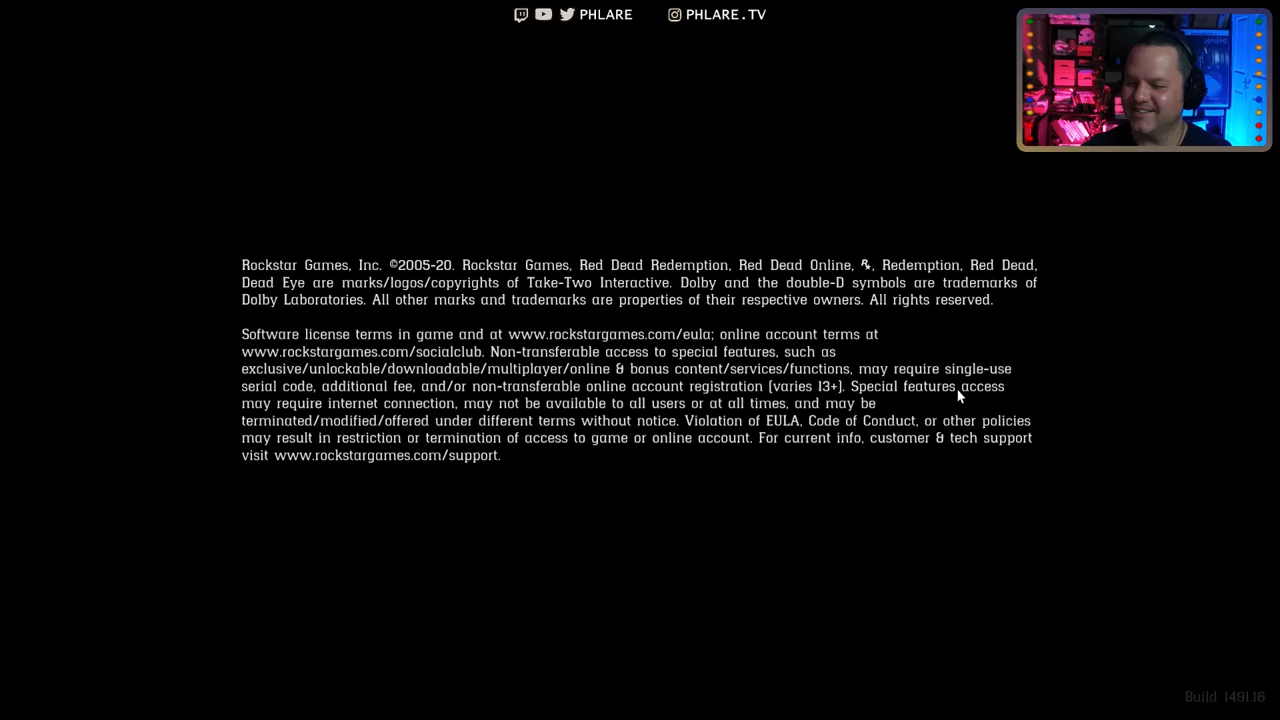 PHLARE PHLARE.TV
Rockstar Games, Inc. ©2005-20. Rockstar Games, Red Dead Redemption, Red Dead Online, R*, Redemption, Red Dead,
Dead Eye are marks/logos/copyrights of Take-Two Interactive. Dolby and the double-D symbols are trademarks of
Dolby Laboratories. All other marks and trademarks are properties of their respective owners. All rights reserved.
Software license terms in game and at www.rockstargames.com/eula; online account terms at
www.rockstargames.com/socialclub. Non-transferable access to special features, such as
exclusive/unlockable/downloadable/multiplayer/online & bonus content/services/functions, may require single-use
serial code, additional fee, and/or non-transferable online account registration (varies 13+). Special features access
may require internet connection, may not be available to all users or at all times, and may be
terminated/modified/offered under different terms without notice. Violation of EULA, Code of Conduct, or other policies
may result in restriction or termination of access to game or online account. For current info, customer & tech support
visit www.rockstargames.com/support.
Build 1491.16